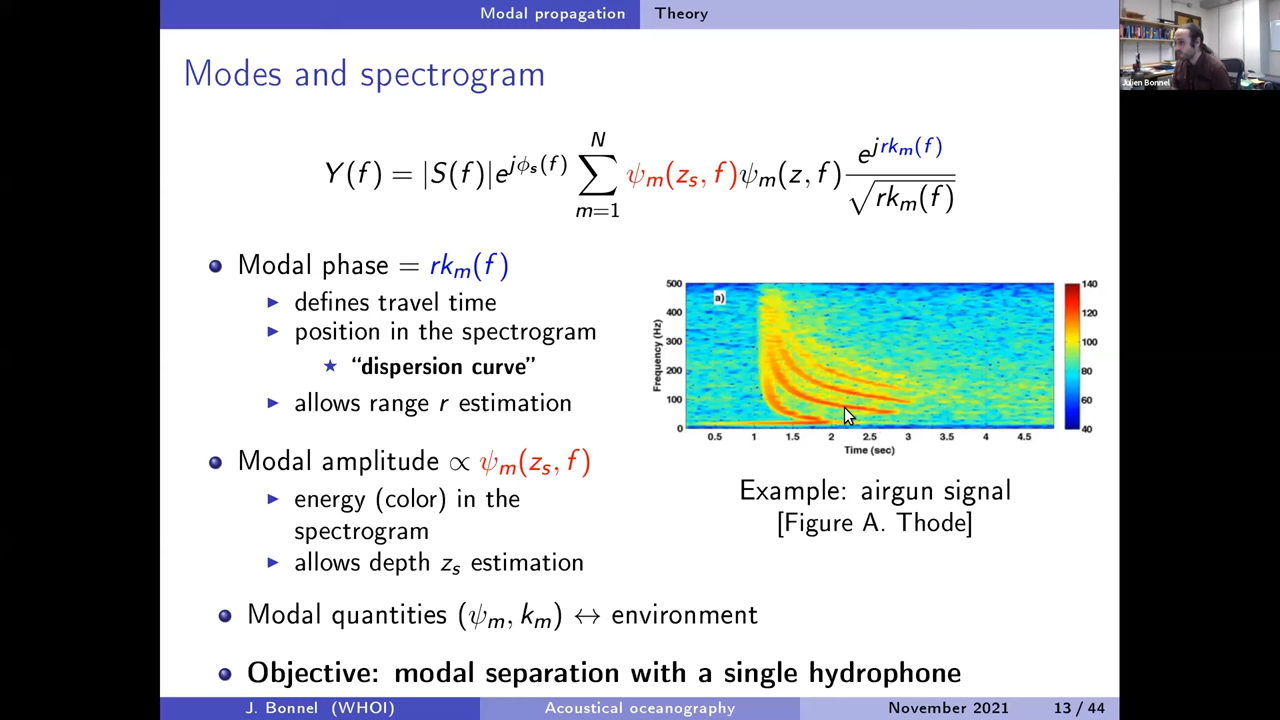 Modal propagation Theory
Julien Bonnel
Modes and spectrogram
Y(f) = |S(f)|e^{jϕ_s(f)} ∑_{m=1}^{N} ψ_m(z_s, f)ψ_m(z, f) e^{jrk_m(f)} / √(rk_m(f))
Modal phase = rk_m(f)
defines travel time
position in the spectrogram
★ “dispersion curve”
allows range r estimation
Modal amplitude ∝ ψ_m(z_s, f)
energy (color) in the
spectrogram
allows depth z_s estimation
a)
Frequency (Hz)
500
400
300
200
100
0
0.5 1 1.5 2 2.5 3 3.5 4 4.5
Time (sec)
140
120
100
80
60
40
Example: airgun signal
[Figure A. Thode]
Modal quantities (ψ_m, k_m) ↔ environment
Objective: modal separation with a single hydrophone
J. Bonnel (WHOI) Acoustical oceanography November 2021 13 / 44